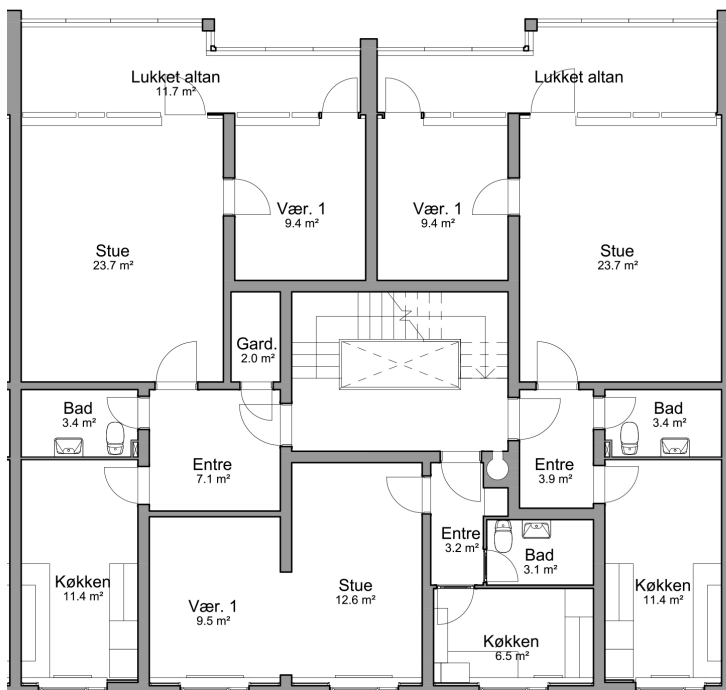 Lukket altan
11.7 m²
Lukket altan
Vær. 1
9.4 m²
Vær. 1
9.4 m²
Stue
23.7 m²
Stue
23.7 m²
Gard.
2.0 m²
Bad
3.4 m²
Bad
3.4 m²
Entre
7.1 m²
Entre
3.9 m²
Entre
3.2 m²
Bad
3.1 m²
Køkken
11.4 m²
Vær. 1
9.5 m²
Stue
12.6 m²
Køkken
11.4 m²
Køkken
6.5 m²